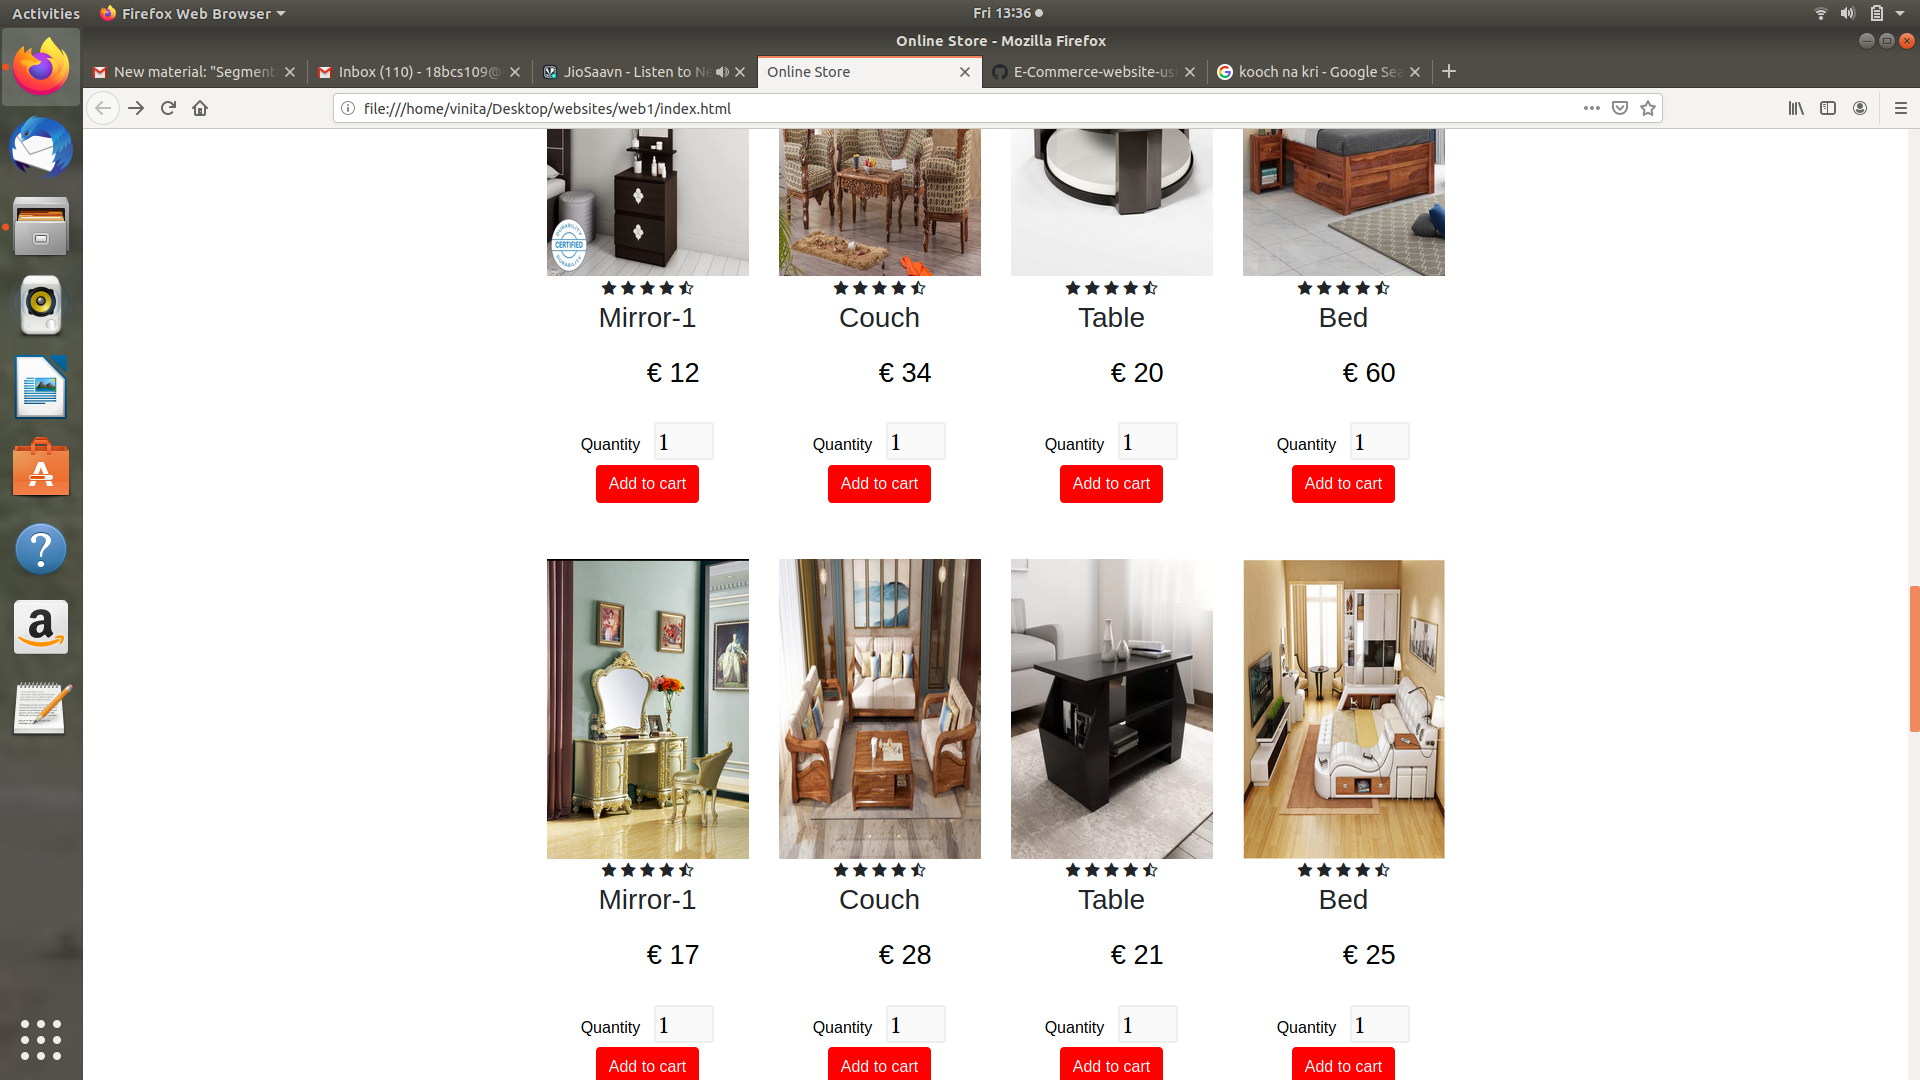 Activities Firefox Web Browser Fri 13:36
Online Store - Mozilla Firefox
New material: "Segment Inbox (110) - 18bcs109@ JioSaavn - Listen to Ne Online Store E-Commerce-website-usi kooch na kri - Google Sea
file:///home/vinita/Desktop/websites/web1/index.html
DURABILITY
CERTIFIED
DURABILITY
Mirror-1 Couch Table Bed
€ 12 € 34 € 20 € 60
Quantity 1 Quantity 1 Quantity 1 Quantity 1
Add to cart Add to cart Add to cart Add to cart
Mirror-1 Couch Table Bed
€ 17 € 28 € 21 € 25
Quantity 1 Quantity 1 Quantity 1 Quantity 1
Add to cart Add to cart Add to cart Add to cart